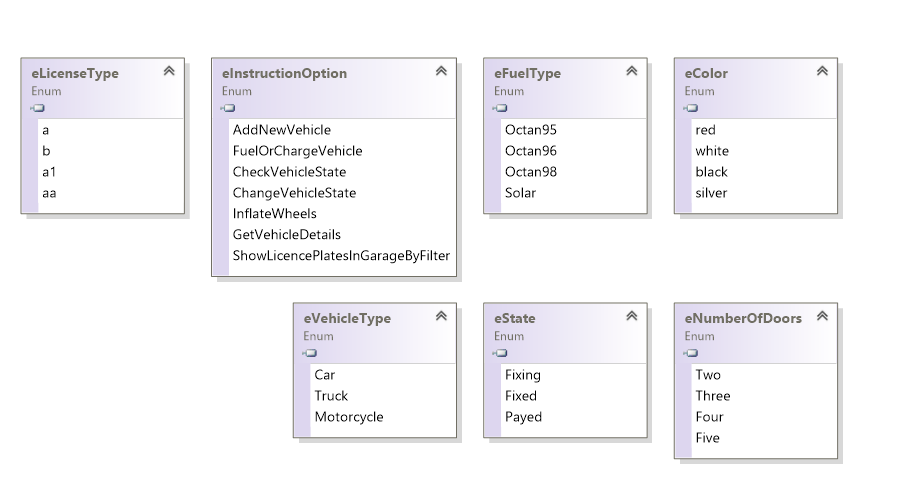 eLicenseType
Enum
a
b
a1
aa
eInstructionOption
Enum
AddNewVehicle
FuelOrChargeVehicle
CheckVehicleState
ChangeVehicleState
InflateWheels
GetVehicleDetails
ShowLicencePlatesInGarageByFilter
eFuelType
Enum
Octan95
Octan96
Octan98
Solar
eColor
Enum
red
white
black
silver
eVehicleType
Enum
Car
Truck
Motorcycle
eState
Enum
Fixing
Fixed
Payed
eNumberOfDoors
Enum
Two
Three
Four
Five